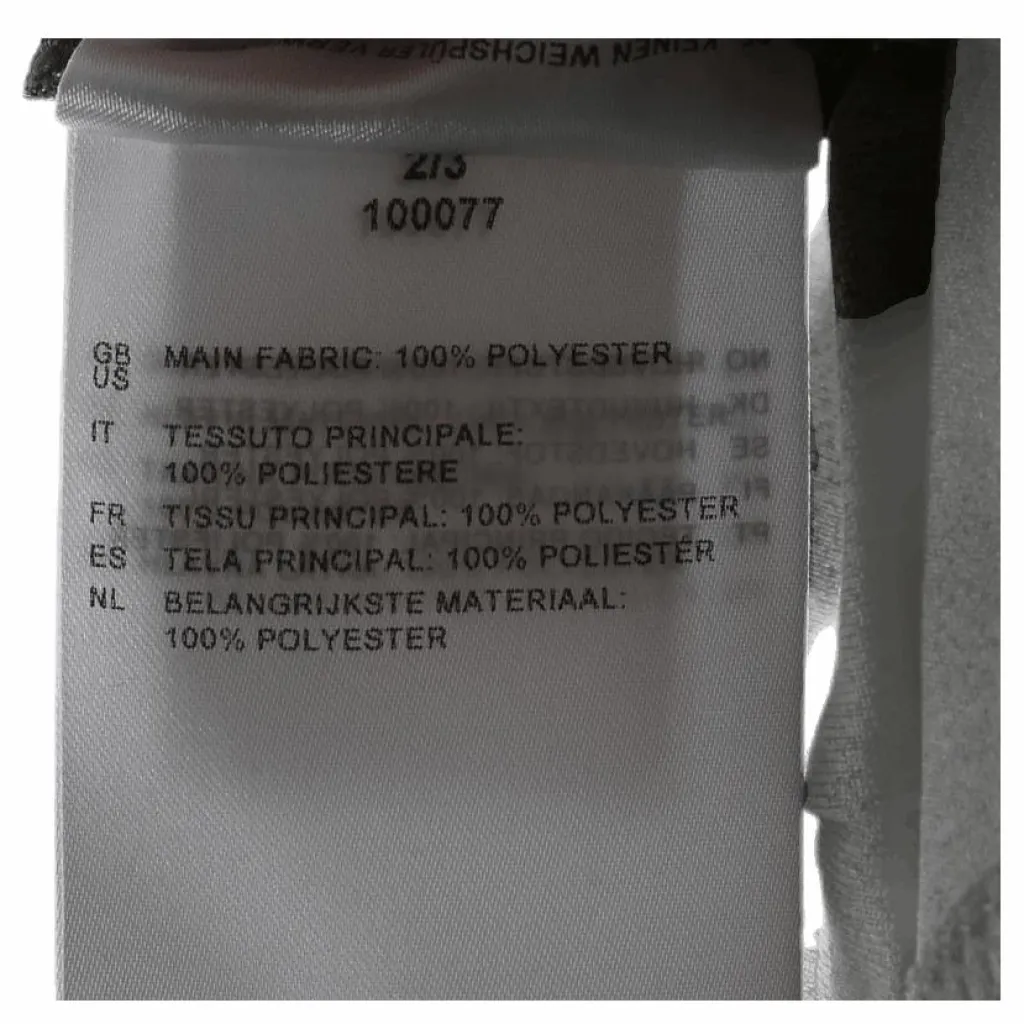 KEINEN WEICHSPÜLER
2/3
100077
GB US MAIN FABRIC: 100% POLYESTER
IT TESSUTO PRINCIPALE:
100% POLIESTERE
FR TISSU PRINCIPAL: 100% POLYESTER
ES TELA PRINCIPAL: 100% POLIESTER
NL BELANGRIJKSTE MATERIAAL:
100% POLYESTER